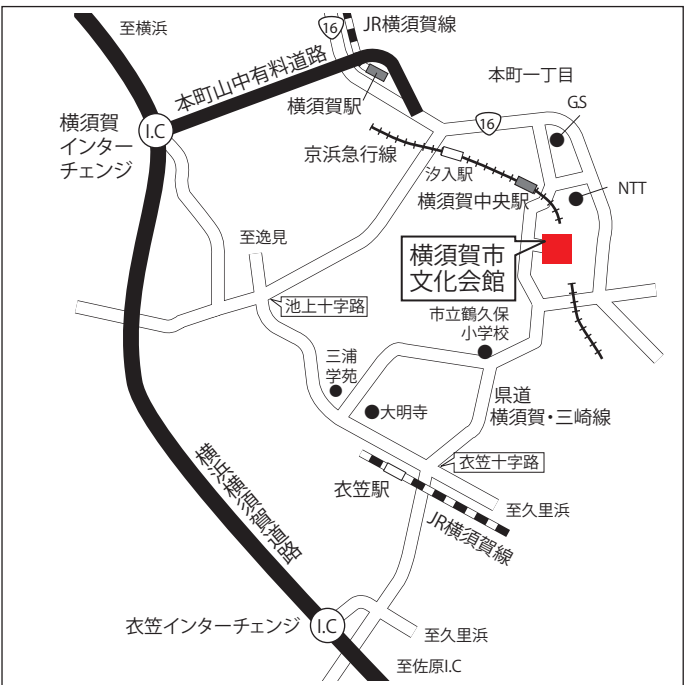 至横浜
16
JR横須賀線
本町山中有料道路
横須賀駅
本町一丁目
G.S
16
横須賀
インター
チェンジ
I.C
京浜急行線
汐入駅
横須賀中央駅
NTT
至逸見
横須賀市
文化会館
池上十字路
市立鶴久保
小学校
三浦
学苑
大明寺
県道
横須賀・三崎線
衣笠十字路
衣笠駅
至久里浜
JR横須賀線
横浜横須賀道路
衣笠インターチェンジ
I.C
至久里浜
至佐原I.C